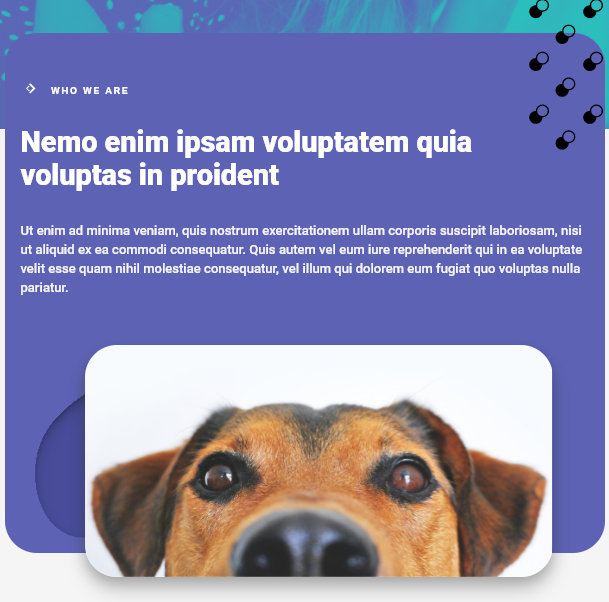 WHO WE ARE
Nemo enim ipsam voluptatem quia
voluptas in proident
Ut enim ad minima veniam, quis nostrum exercitationem ullam corporis suscipit laboriosam, nisi
ut aliquid ex ea commodi consequatur. Quis autem vel eum iure reprehenderit qui in ea voluptate
velit esse quam nihil molestiae consequatur, vel illum qui dolorem eum fugiat quo voluptas nulla
pariatur.